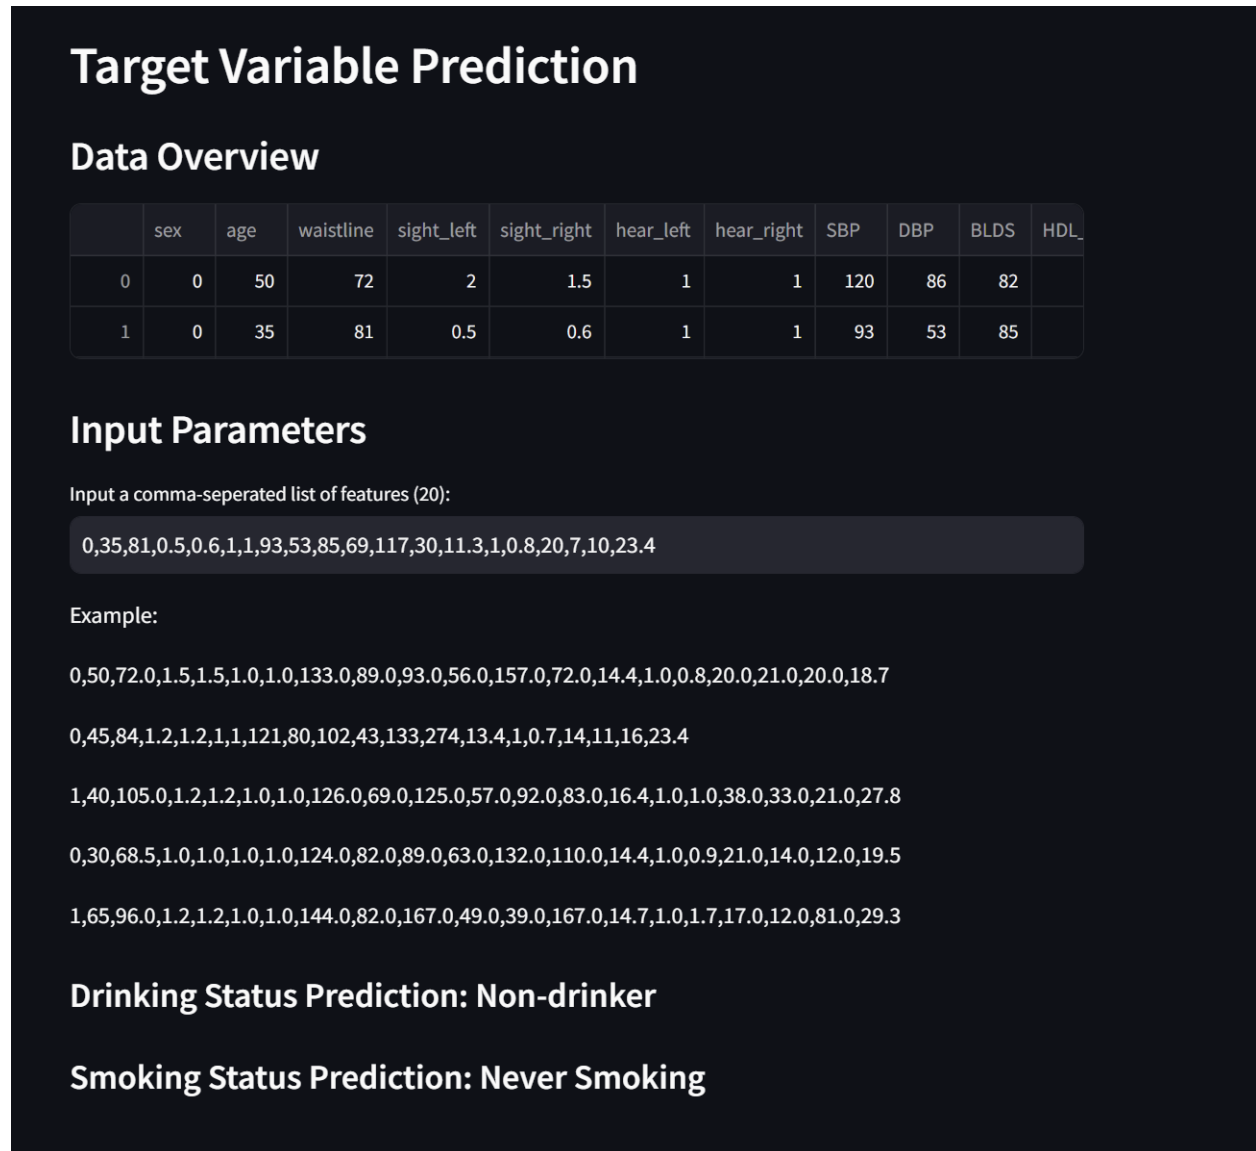 Target Variable Prediction
Data Overview
sex age waistline sight_left sight_right hear_left hear_right SBP DBP BLDS HDL_
0 0 50 72 2 1.5 1 1 120 86 82
1 0 35 81 0.5 0.6 1 1 93 53 85
Input Parameters
Input a comma-seperated list of features (20):
0,35,81,0.5,0.6,1,1,93,53,85,69,117,30,11.3,1,0.8,20,7,10,23.4
Example:
0,50,72.0,1.5,1.5,1.0,1.0,133.0,89.0,93.0,56.0,157.0,72.0,14.4,1.0,0.8,20.0,21.0,20.0,18.7
0,45,84,1.2,1.2,1,1,121,80,102,43,133,274,13.4,1,0.7,14,11,16,23.4
1,40,105.0,1.2,1.2,1.0,1.0,126.0,69.0,125.0,57.0,92.0,83.0,16.4,1.0,1.0,38.0,33.0,21.0,27.8
0,30,68.5,1.0,1.0,1.0,1.0,124.0,82.0,89.0,63.0,132.0,110.0,14.4,1.0,0.9,21.0,14.0,12.0,19.5
1,65,96.0,1.2,1.2,1.0,1.0,144.0,82.0,167.0,49.0,39.0,167.0,14.7,1.0,1.7,17.0,12.0,81.0,29.3
Drinking Status Prediction: Non-drinker
Smoking Status Prediction: Never Smoking